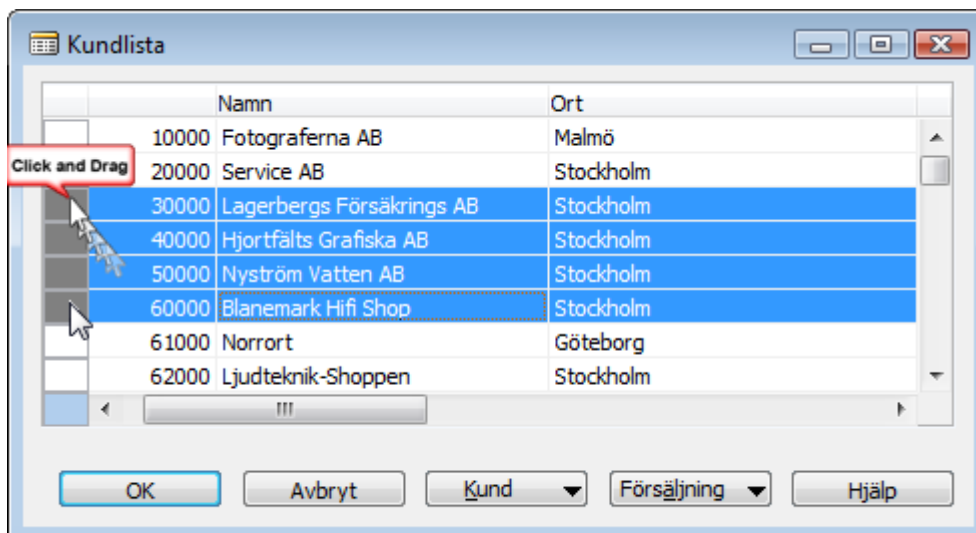 Kundlista
Namn Ort
10000 Fotograferna AB Malmö
Click and Drag
20000 Service AB Stockholm
30000 Lagerbergs Försäkrings AB Stockholm
40000 Hjortfälts Grafiska AB Stockholm
50000 Nyström Vatten AB Stockholm
60000 Blanemark Hifi Shop Stockholm
61000 Norrort Göteborg
62000 Ljudteknik-Shoppen Stockholm
OK Avbryt Kund Försäljning Hjälp